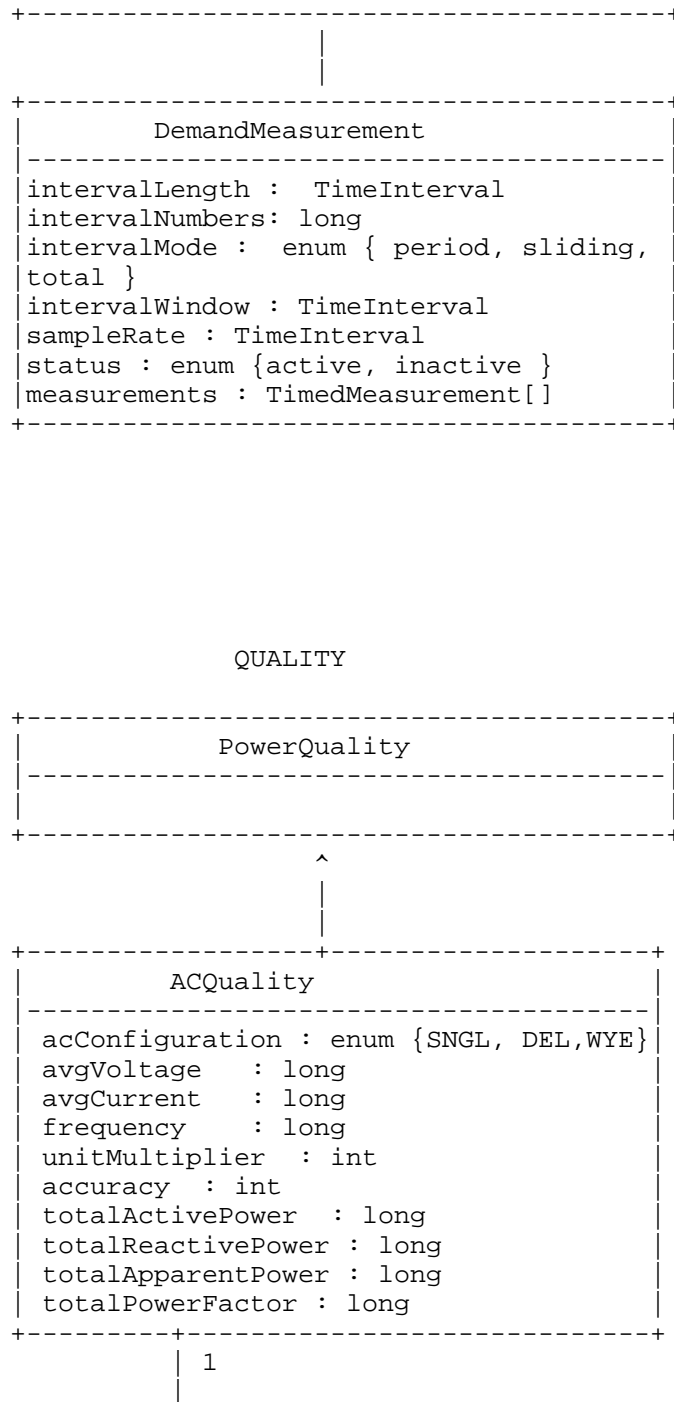 +----------------------------------------+
|
|
+----------------------------------------+
| DemandMeasurement |
|----------------------------------------|
|intervalLength :  TimeInterval |
|intervalNumbers: long |
|intervalMode :  enum { period, sliding, |
|total } |
|intervalWindow : TimeInterval |
|sampleRate : TimeInterval |
|status : enum {active, inactive } |
|measurements : TimedMeasurement[] |
+----------------------------------------+
QUALITY
+----------------------------------------+
| PowerQuality |
|----------------------------------------|
| |
+----------------------------------------+
^
|
|
+------------------+--------------------+
| ACQuality |
|---------------------------------------|
| acConfiguration : enum {SNGL, DEL,WYE}|
| avgVoltage   : long |
| avgCurrent   : long |
| frequency    : long |
| unitMultiplier  : int |
| accuracy  : int |
| totalActivePower  : long |
| totalReactivePower : long |
| totalApparentPower : long |
| totalPowerFactor : long |
+---------+-----------------------------+
| 1
|